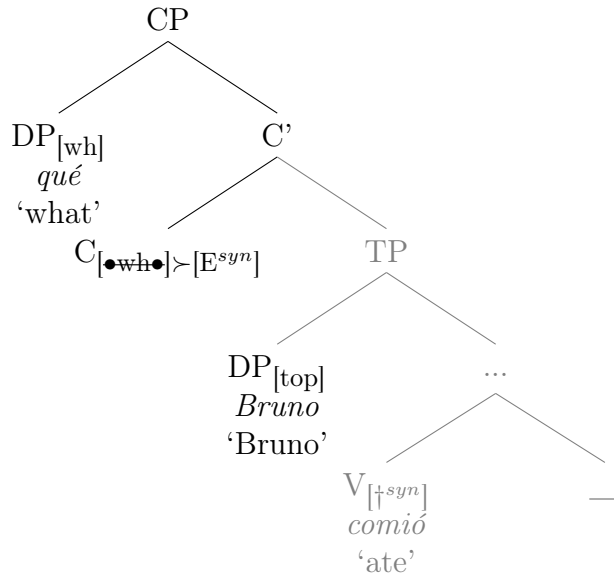 CP
DP[wh]
qué
‘what’
C’
C[•wh•]≻[E^syn]
TP
DP[top]
Bruno
‘Bruno’
...
V[†^syn]
comió
‘ate’
—